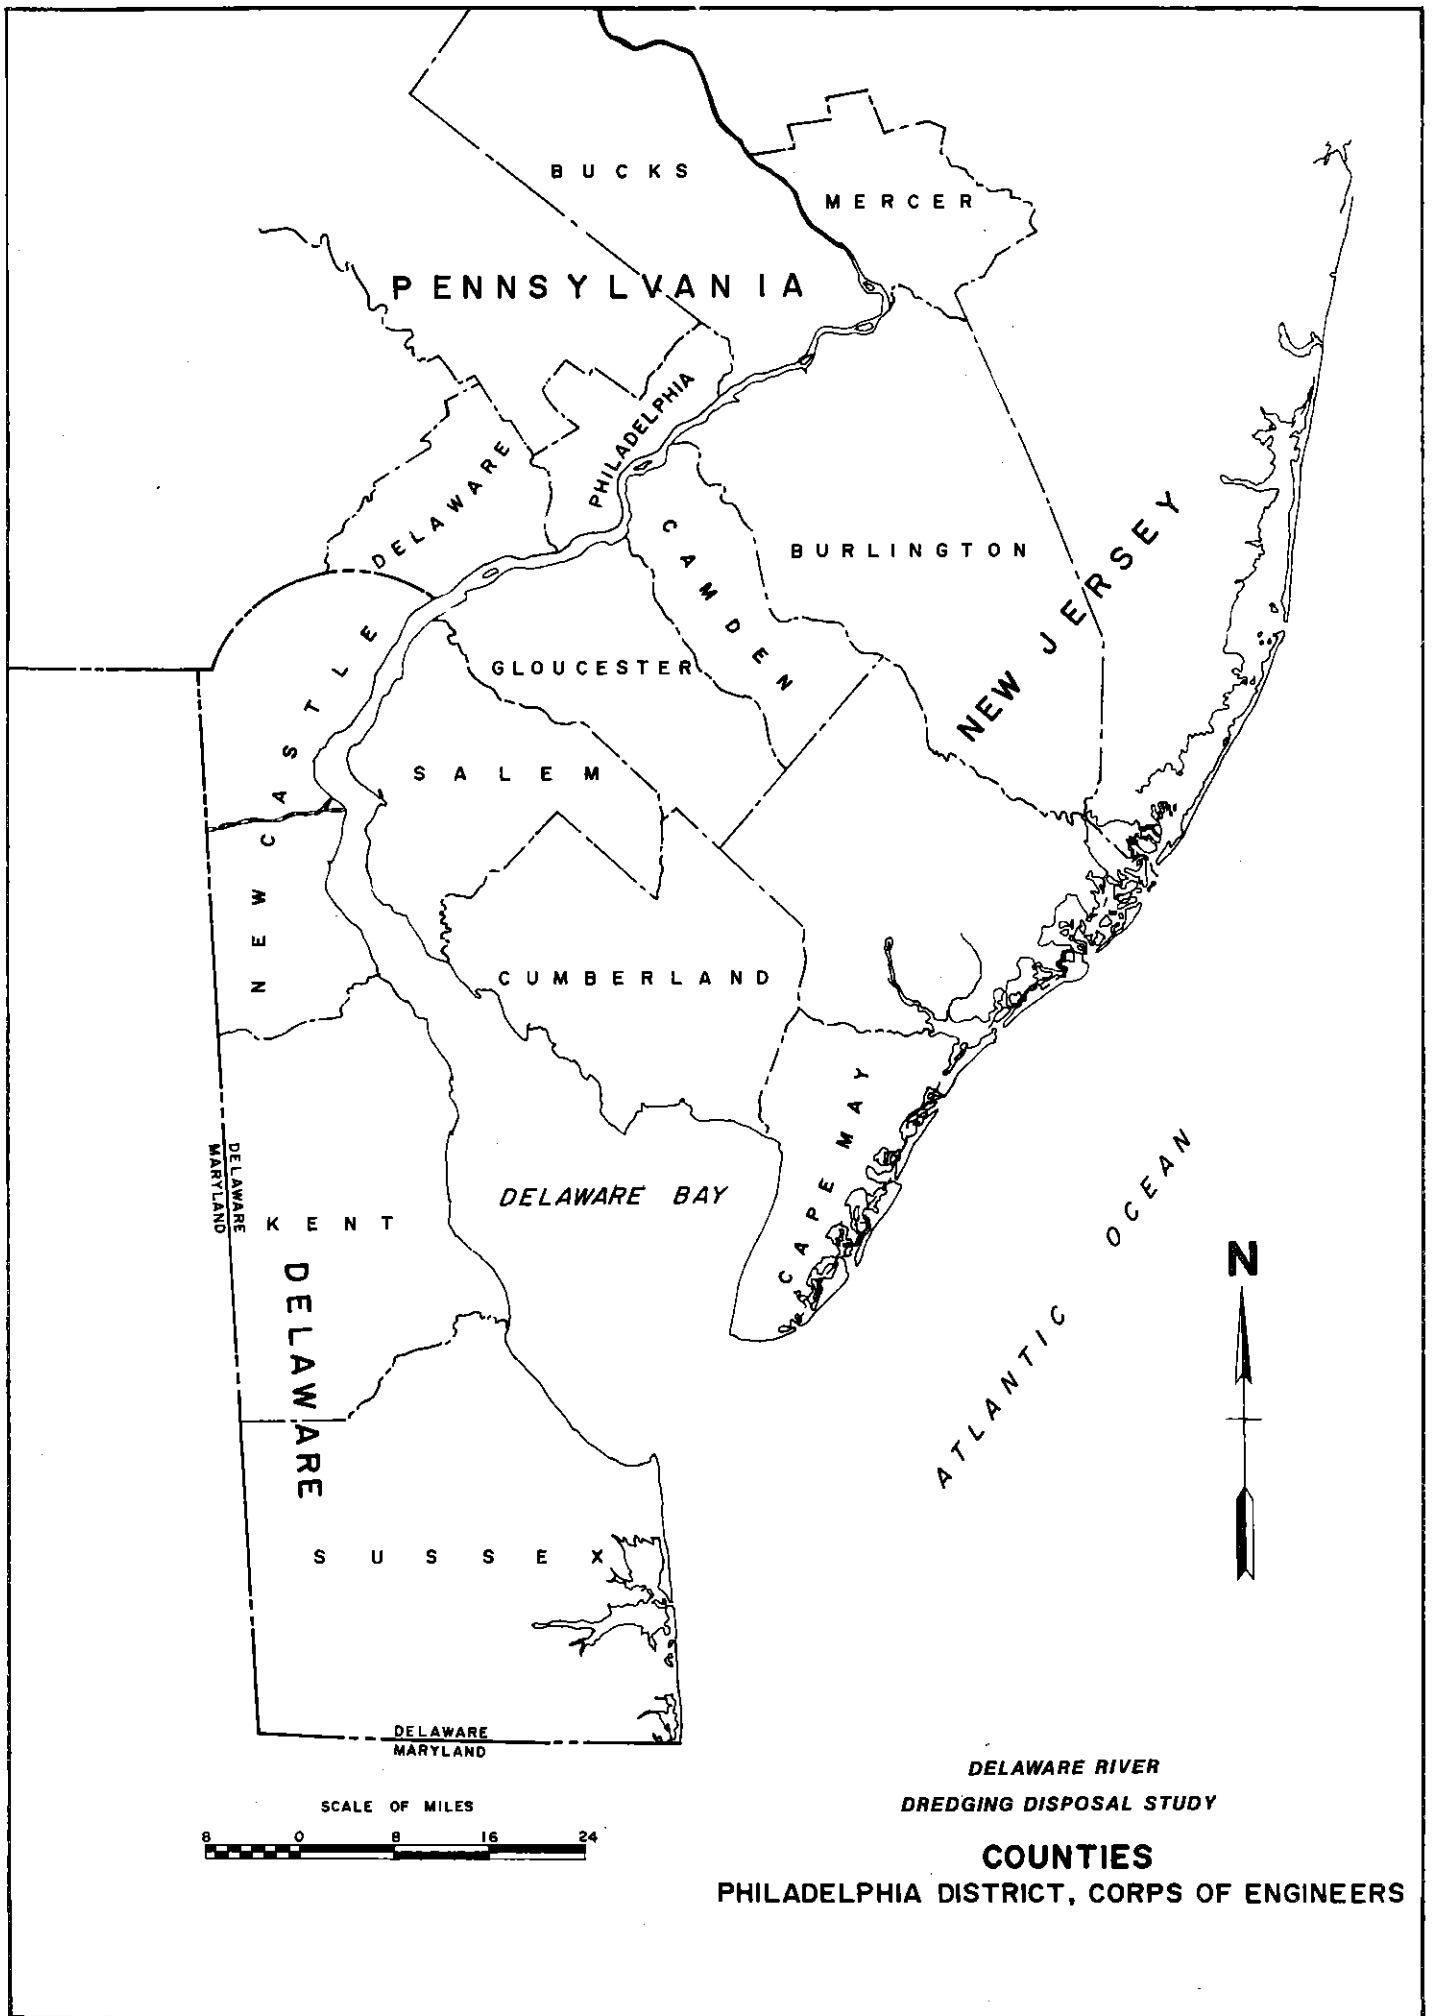 BUCKS
MERCER
PENNSYLVANIA
PHILADELPHIA
DELAWARE
CAMDEN
BURLINGTON
NEW JERSEY
GLOUCESTER
NEW CASTLE
SALEM
CUMBERLAND
CAPE MAY
DELAWARE
MARYLAND
DELAWARE BAY
KENT
ATLANTIC OCEAN
N
DELAWARE
SUSSEX
DELAWARE
MARYLAND
SCALE OF MILES
8 0 8 16 24
DELAWARE RIVER
DREDGING DISPOSAL STUDY
COUNTIES
PHILADELPHIA DISTRICT, CORPS OF ENGINEERS